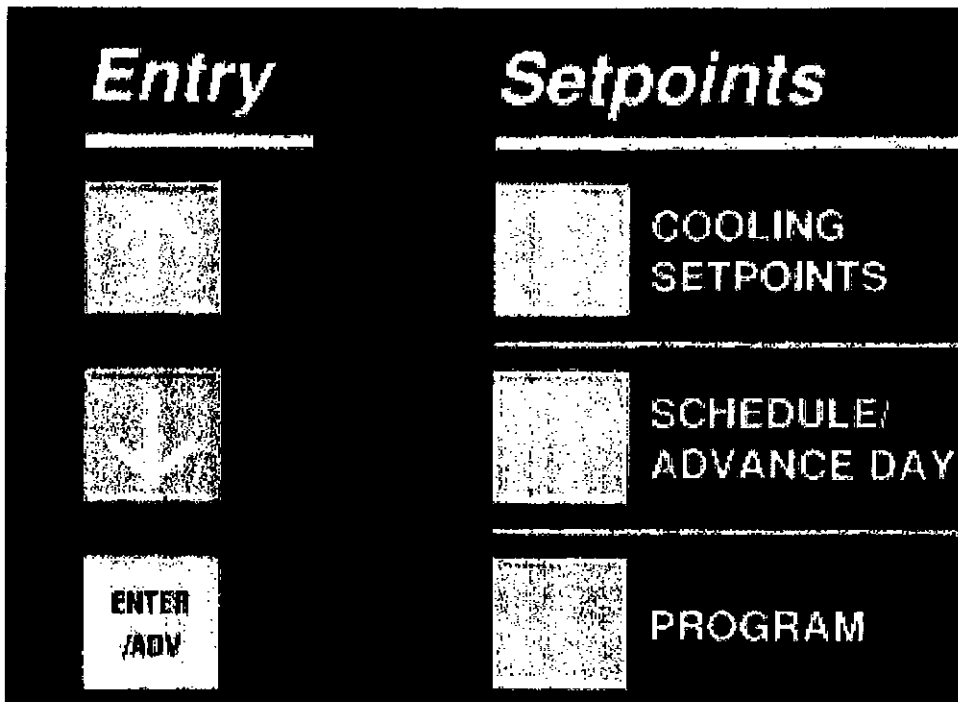 Entry
Setpoints
COOLING
SETPOINTS
SCHEDULE/
ADVANCE DAY
ENTER
/ADV
PROGRAM